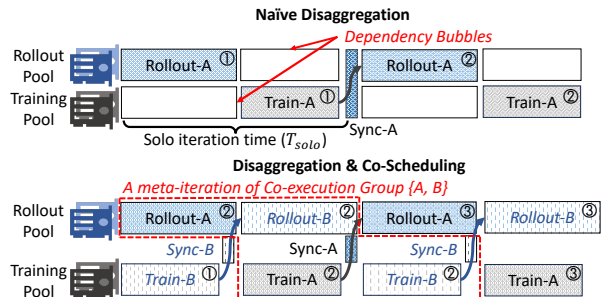 Naïve Disaggregation
Dependency Bubbles
Rollout Pool
Rollout-A ①
Rollout-A ②
Training Pool
Train-A ①
Train-A ②
Sync-A
Solo iteration time (T_solo)
Disaggregation & Co-Scheduling
A meta-iteration of Co-execution Group {A, B}
Rollout Pool
Rollout-A ②
Rollout-B ②
Rollout-A ③
Rollout-B ③
Sync-B
Sync-A
Sync-B
Training Pool
Train-B ①
Train-A ②
Train-B ②
Train-A ③